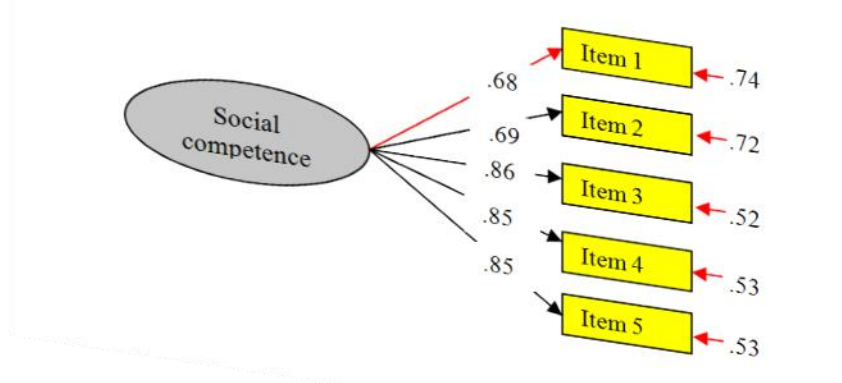 Social
competence
.68
.69
.86
.85
.85
Item 1
.74
Item 2
.72
Item 3
.52
Item 4
.53
Item 5
.53